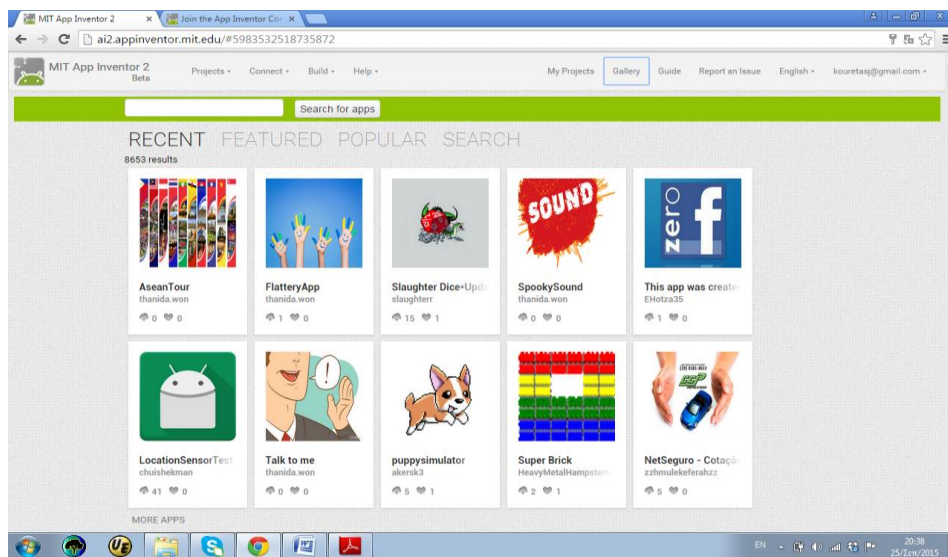 MIT App Inventor 2
Join the App Inventor Co
ai2.appinventor.mit.edu/#5983532518735872
MIT App Inventor 2
Beta
Projects
Connect
Build
Help
My Projects
Gallery
Guide
Report an Issue
English
kouretasj@gmail.com
Search for apps
RECENT FEATURED POPULAR SEARCH
8653 results
SOUND
zero f
AseanTour
thanida.won
0 0
FlatteryApp
thanida.won
1 0
Slaughter Dice•Upda
slaughterr
15 1
SpookySound
thanida.won
0 0
This app was create
EHotza35
1 0
!
LocationSensorTest
chuishekman
41 0
Talk to me
thanida.won
0 0
puppysimulator
akersk3
5 1
Super Brick
HeavyMetalHampster
2 1
NetSeguro - Cotaçã
zzhmulekeferahzz
5 0
MORE APPS
UE
EN
20:38
25/Σεπ/2015